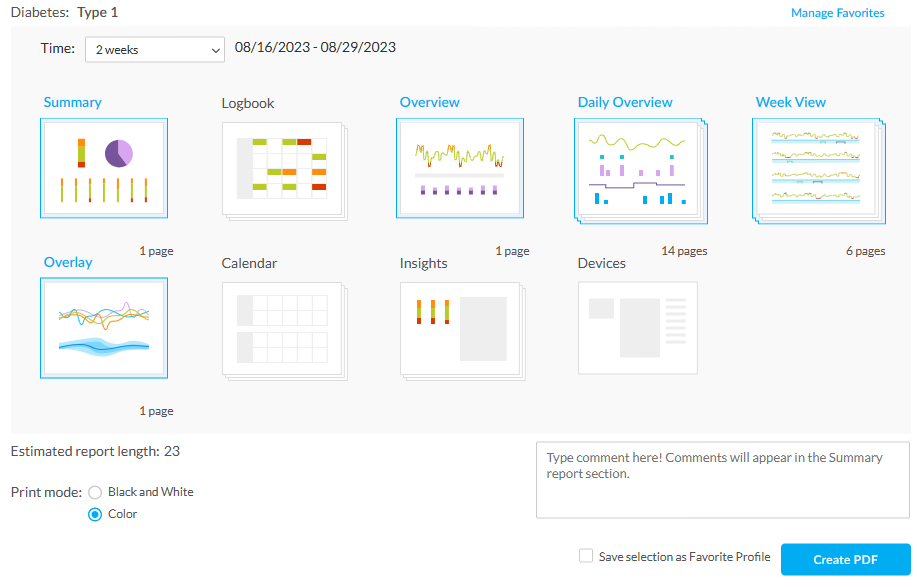 Diabetes: Type 1
Manage Favorites
Time: 2 weeks 08/16/2023 - 08/29/2023
Summary
Logbook
Overview
Daily Overview
Week View
1 page
1 page
14 pages
6 pages
Overlay
Calendar
Insights
Devices
1 page
Estimated report length: 23
Type comment here! Comments will appear in the Summary
report section.
Print mode: Black and White
Color
Save selection as Favorite Profile
Create PDF